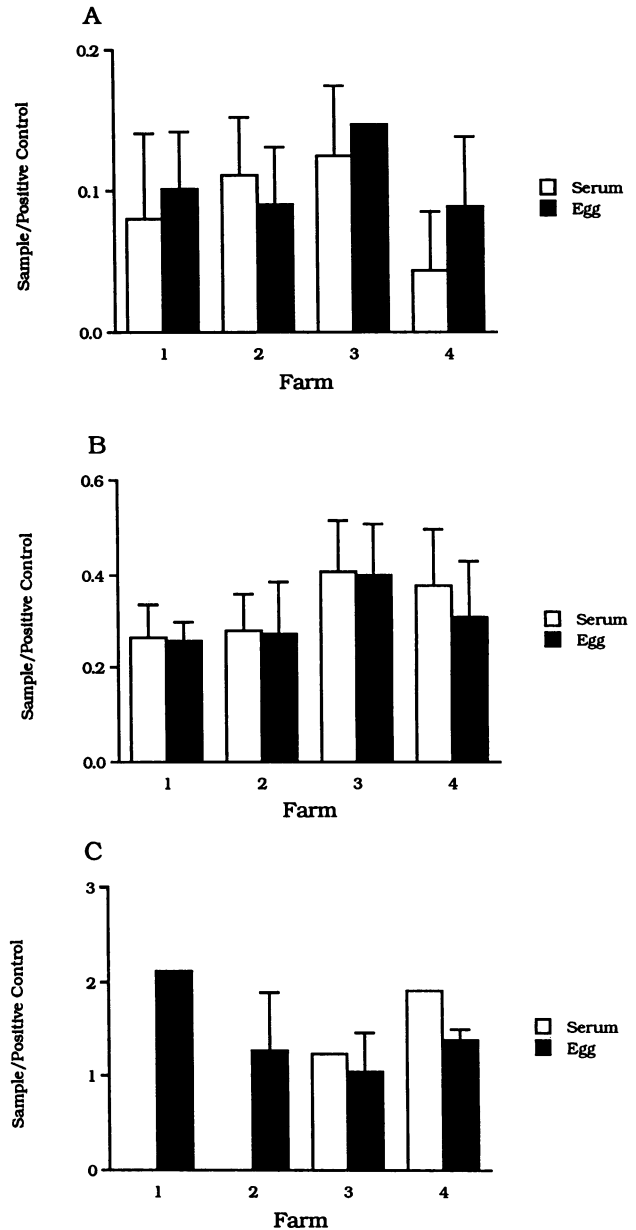 A
0.2
0.1
0.0
Sample/Positive Control
1 2 3 4
Farm
Serum
Egg
B
0.6
0.4
0.2
0.0
Sample/Positive Control
1 2 3 4
Farm
Serum
Egg
C
3
2
1
0
Sample/Positive Control
1 2 3 4
Farm
Serum
Egg